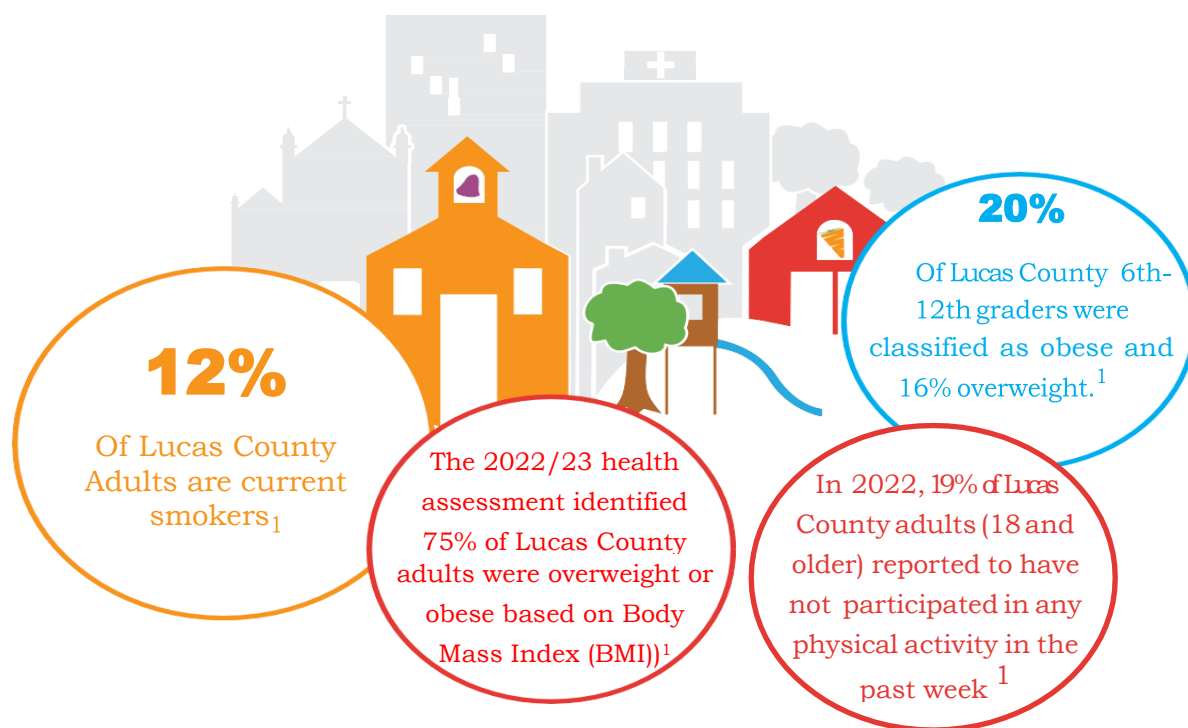 12%
Of Lucas County
Adults are current
smokers1
The 2022/23 health
assessment identified
75% of Lucas County
adults were overweight or
obese based on Body
Mass Index (BMI))1
20%
Of Lucas County 6th-
12th graders were
classified as obese and
16% overweight.1
In 2022, 19% of Lucas
County adults (18 and
older) reported to have
not participated in any
physical activity in the
past week 1